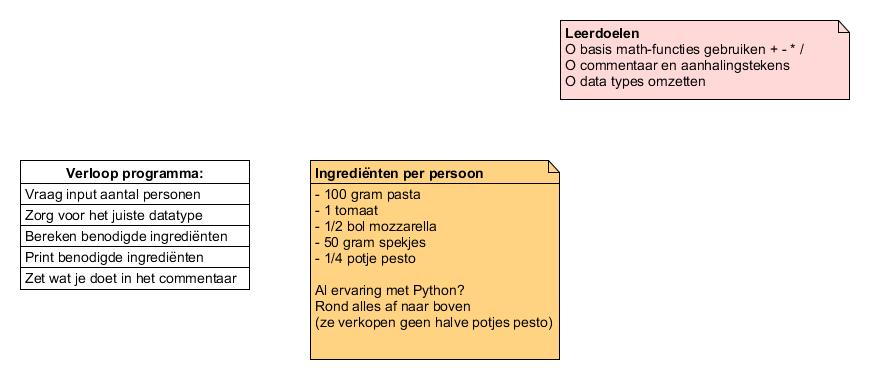 Leerdoelen
O basis math-functies gebruiken + - * /
O commentaar en aanhalingstekens
O data types omzetten
Verloop programma:
Vraag input aantal personen
Zorg voor het juiste datatype
Bereken benodigde ingrediënten
Print benodigde ingrediënten
Zet wat je doet in het commentaar
Ingrediënten per persoon
- 100 gram pasta
- 1 tomaat
- 1/2 bol mozzarella
- 50 gram spekjes
- 1/4 potje pesto
Al ervaring met Python?
Rond alles af naar boven
(ze verkopen geen halve potjes pesto)